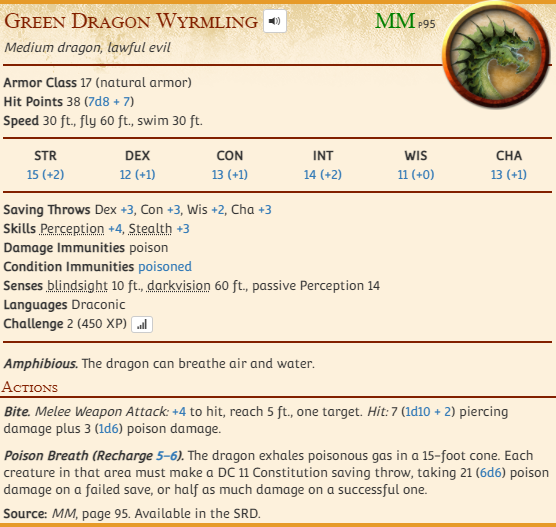 Green Dragon Wyrmling MM p95
Medium dragon, lawful evil
Armor Class 17 (natural armor)
Hit Points 38 (7d8 + 7)
Speed 30 ft., fly 60 ft., swim 30 ft.
STR DEX CON INT WIS CHA
15 (+2) 12 (+1) 13 (+1) 14 (+2) 11 (+0) 13 (+1)
Saving Throws Dex +3, Con +3, Wis +2, Cha +3
Skills Perception +4, Stealth +3
Damage Immunities poison
Condition Immunities poisoned
Senses blindsight 10 ft., darkvision 60 ft., passive Perception 14
Languages Draconic
Challenge 2 (450 XP)
Amphibious. The dragon can breathe air and water.
Actions
Bite. Melee Weapon Attack: +4 to hit, reach 5 ft., one target. Hit: 7 (1d10 + 2) piercing
damage plus 3 (1d6) poison damage.
Poison Breath (Recharge 5–6). The dragon exhales poisonous gas in a 15-foot cone. Each
creature in that area must make a DC 11 Constitution saving throw, taking 21 (6d6) poison
damage on a failed save, or half as much damage on a successful one.
Source: MM, page 95. Available in the SRD.